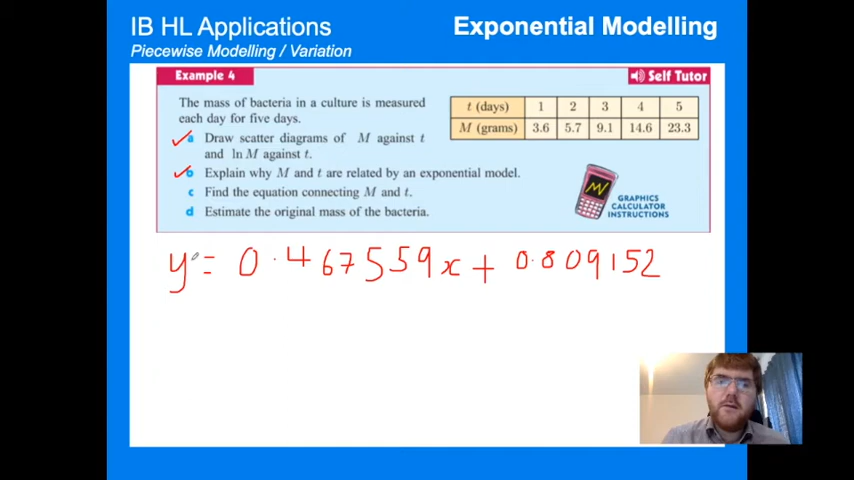 IB HL Applications
Exponential Modelling
Piecewise Modelling / Variation
Example 4
Self Tutor
The mass of bacteria in a culture is measured
each day for five days.
a Draw scatter diagrams of M against t
and ln M against t.
b Explain why M and t are related by an exponential model.
c Find the equation connecting M and t.
d Estimate the original mass of the bacteria.
t (days) 1 2 3 4 5
M (grams) 3.6 5.7 9.1 14.6 23.3
GRAPHICS
CALCULATOR
INSTRUCTIONS
y = 0.467559x + 0.809152